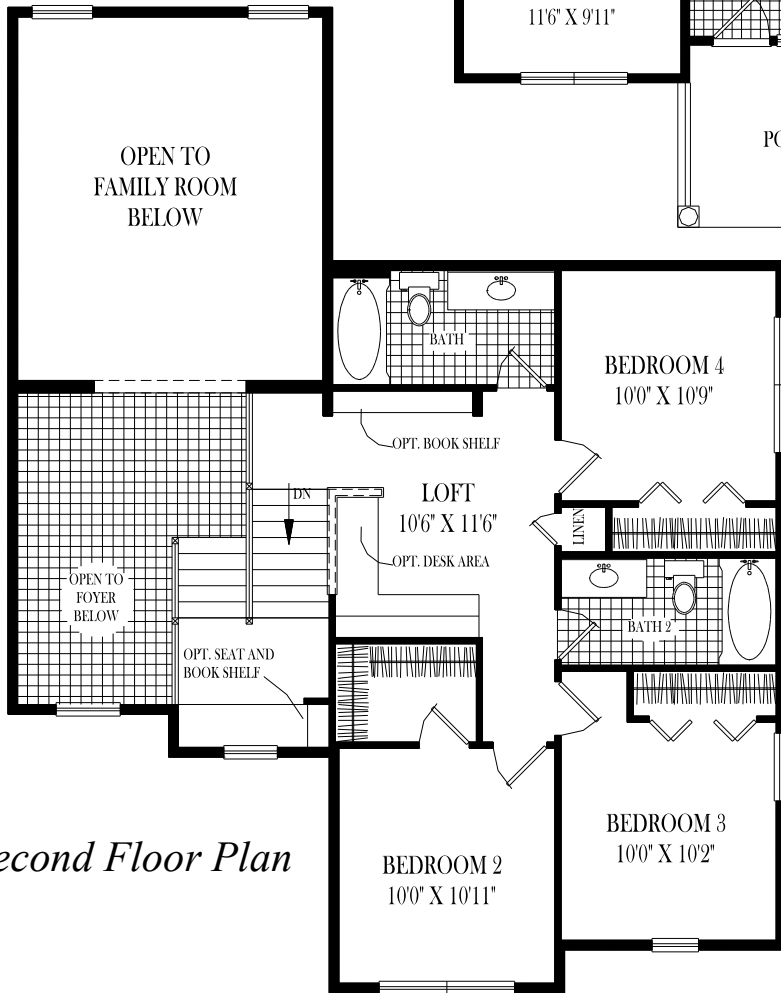 11'6" X 9'11"
OPEN TO
FAMILY ROOM
BELOW
BATH
BEDROOM 4
10'0" X 10'9"
OPT. BOOK SHELF
LOFT
10'6" X 11'6"
DN
LINEN
OPT. DESK AREA
OPEN TO
FOYER
BELOW
BATH 2
OPT. SEAT AND
BOOK SHELF
BEDROOM 3
10'0" X 10'2"
econd Floor Plan
BEDROOM 2
10'0" X 10'11"